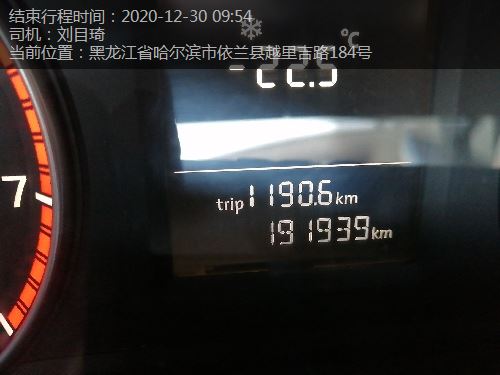 结束行程时间：2020-12-30 09:54
司机：刘目琦
当前位置：黑龙江省哈尔滨市依兰县越里吉路184号
-22.5 °C
7
trip 1190.6 km
191939 km